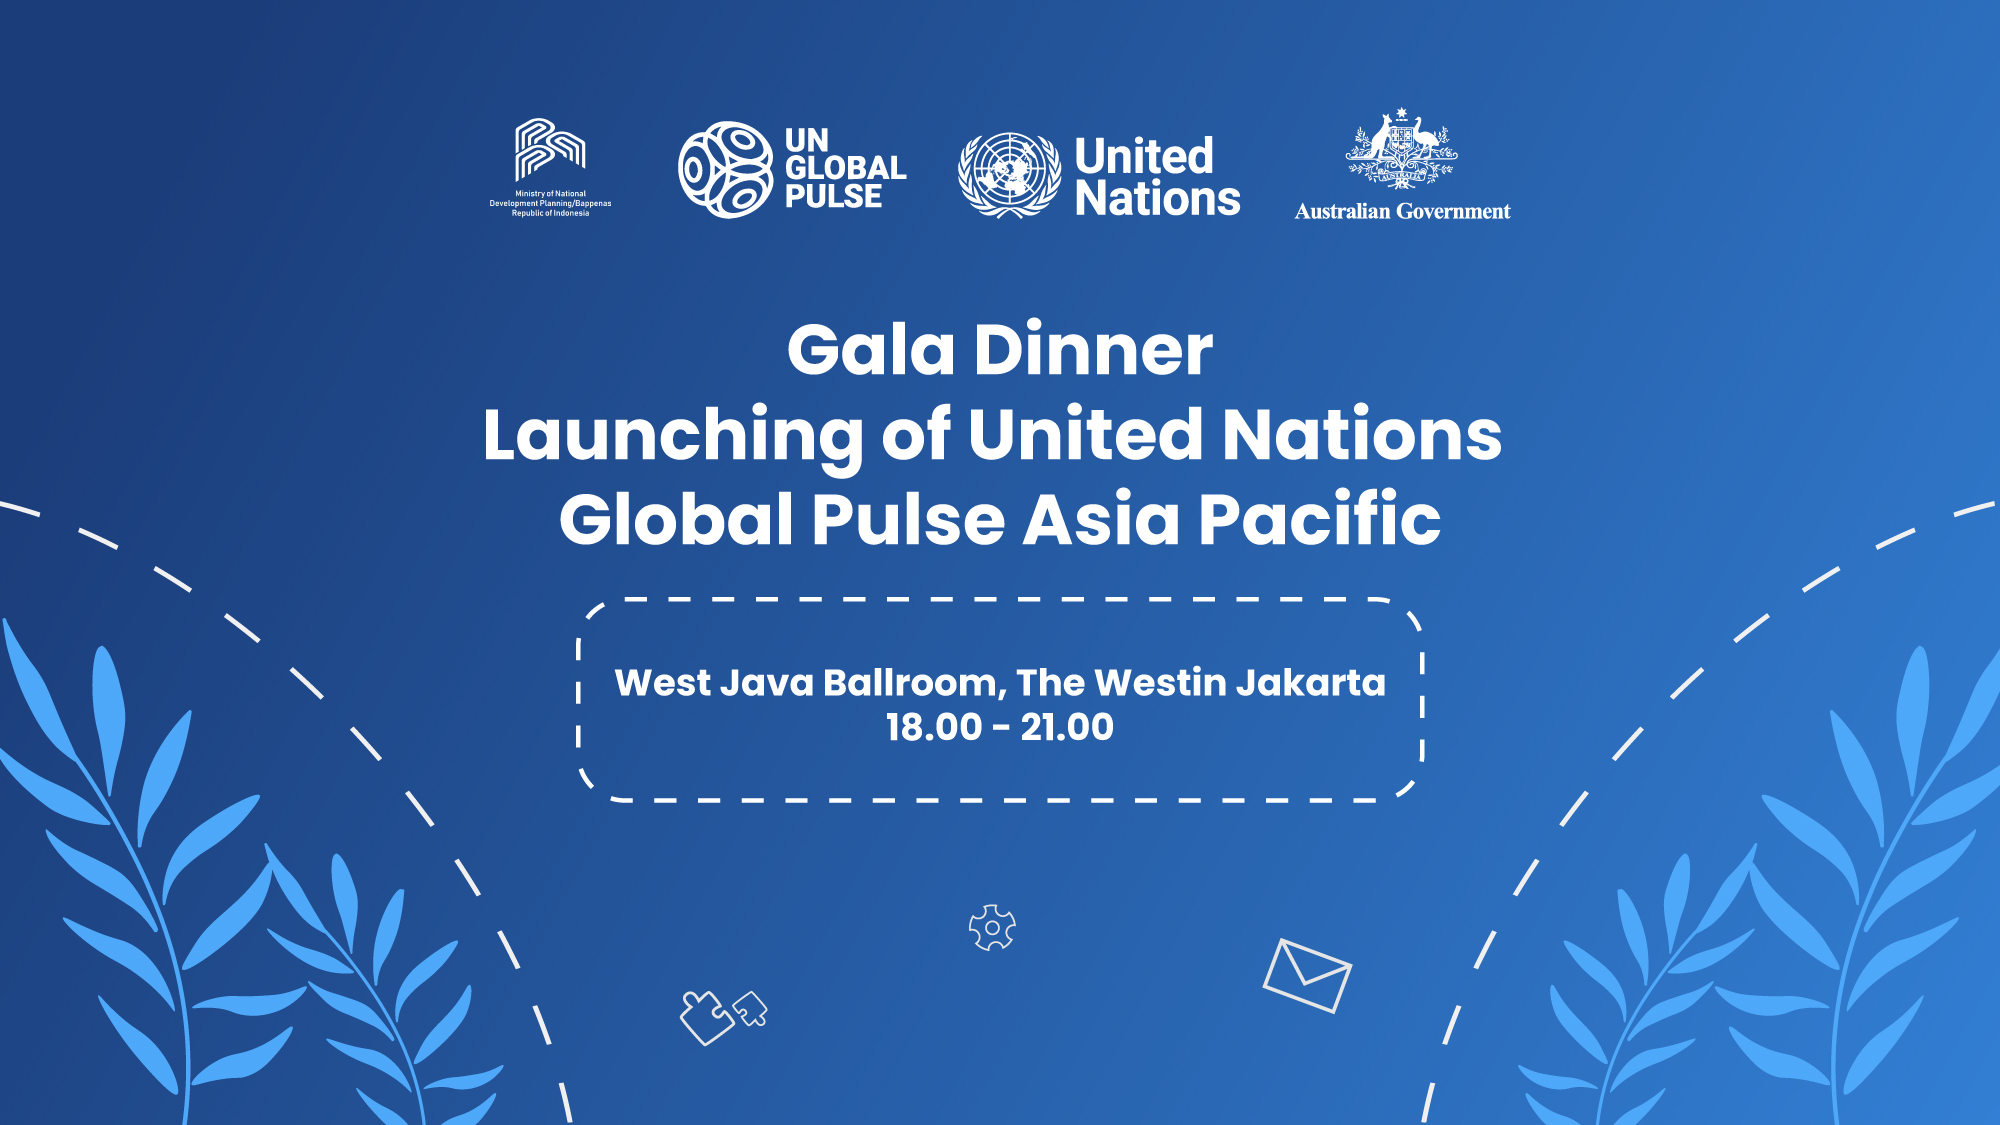 Ministry of National
Development Planning/Bappenas
Republic of Indonesia
UN
GLOBAL
PULSE
United
Nations
AUSTRALIA
Australian Government
Gala Dinner
Launching of United Nations
Global Pulse Asia Pacific
West Java Ballroom, The Westin Jakarta
18.00 - 21.00